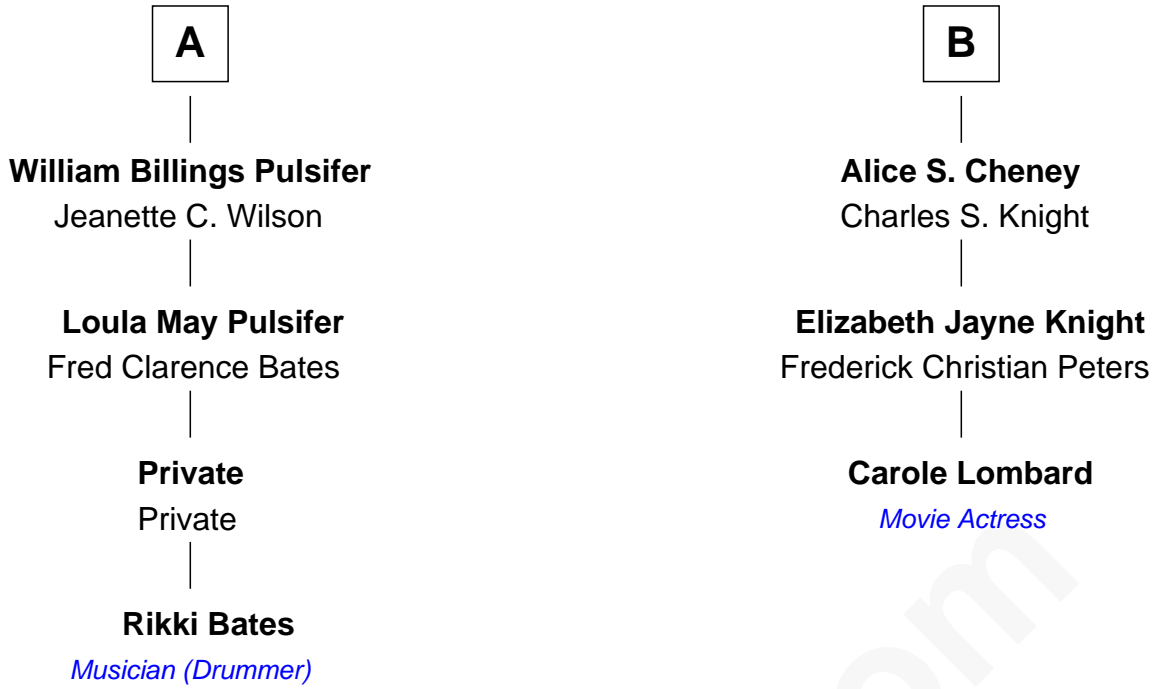 A
William Billings Pulsifer
Jeanette C. Wilson
Loula May Pulsifer
Fred Clarence Bates
Private
Private
Rikki Bates
Musician (Drummer)
B
Alice S. Cheney
Charles S. Knight
Elizabeth Jayne Knight
Frederick Christian Peters
Carole Lombard
Movie Actress
om